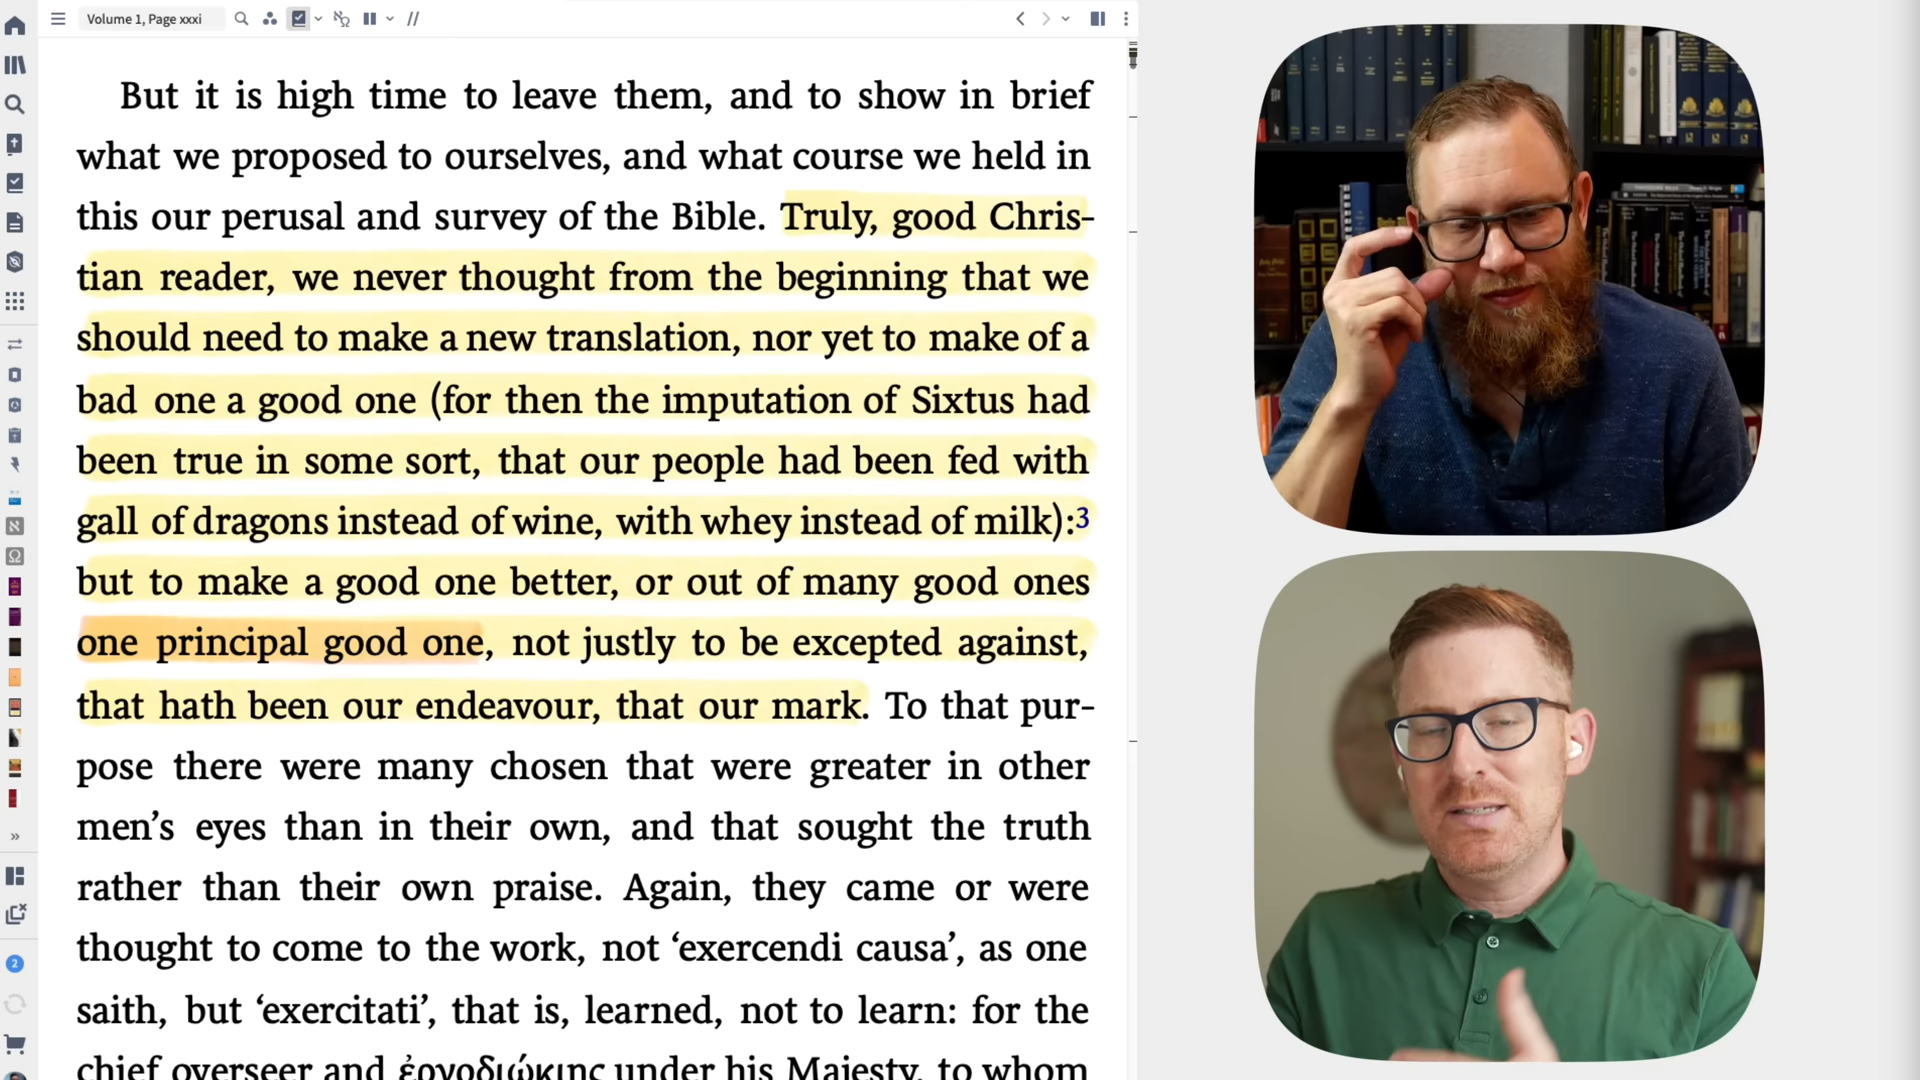 Volume 1, Page xxxi
But it is high time to leave them, and to show in brief
what we proposed to ourselves, and what course we held in
this our perusal and survey of the Bible. Truly, good Chris-
tian reader, we never thought from the beginning that we
should need to make a new translation, nor yet to make of a
bad one a good one (for then the imputation of Sixtus had
been true in some sort, that our people had been fed with
gall of dragons instead of wine, with whey instead of milk):3
but to make a good one better, or out of many good ones
one principal good one, not justly to be excepted against,
that hath been our endeavour, that our mark. To that pur-
pose there were many chosen that were greater in other
men’s eyes than in their own, and that sought the truth
rather than their own praise. Again, they came or were
thought to come to the work, not ‘exercendi causa’, as one
saith, but ‘exercitati’, that is, learned, not to learn: for the
chief overseer and ἐργοδιώκτης under his Majesty, to whom
2